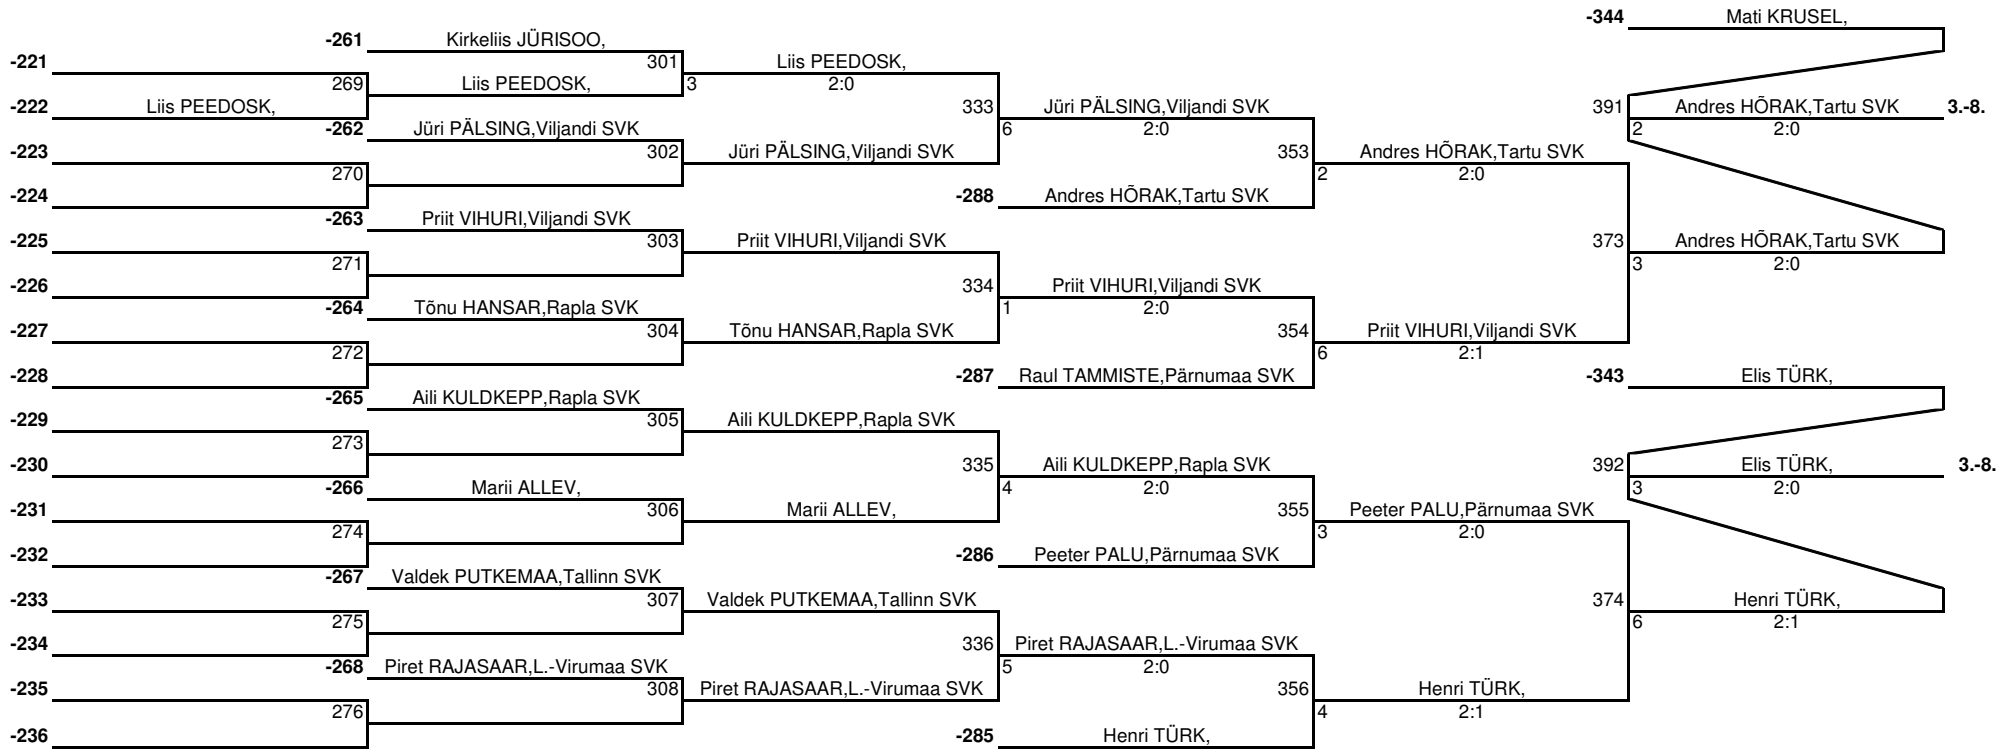 -344 Mati KRUSEL,
-261 Kirkeliis JÜRISOO,
-221 301 Liis PEEDOSK,
269 Liis PEEDOSK, 3 2:0
-222 Liis PEEDOSK, 333 Jüri PÄLSING,Viljandi SVK 391 Andres HÕRAK,Tartu SVK 3.-8.
-262 Jüri PÄLSING,Viljandi SVK 6 2:0 2 2:0
-223 302 Jüri PÄLSING,Viljandi SVK 353 Andres HÕRAK,Tartu SVK
270 2 2:0
-224 -288 Andres HÕRAK,Tartu SVK
-263 Priit VIHURI,Viljandi SVK
-225 303 Priit VIHURI,Viljandi SVK 373 Andres HÕRAK,Tartu SVK
271 3 2:0
-226 334 Priit VIHURI,Viljandi SVK
-264 Tõnu HANSAR,Rapla SVK 1 2:0
-227 304 Tõnu HANSAR,Rapla SVK 354 Priit VIHURI,Viljandi SVK
272 6 2:1
-228 -287 Raul TAMMISTE,Pärnumaa SVK -343 Elis TÜRK,
-265 Aili KULDKEPP,Rapla SVK
-229 305 Aili KULDKEPP,Rapla SVK
273
-230 335 Aili KULDKEPP,Rapla SVK 392 Elis TÜRK, 3.-8.
-266 Marii ALLEV, 4 2:0 3 2:0
-231 306 Marii ALLEV, 355 Peeter PALU,Pärnumaa SVK
274 3 2:0
-232 -286 Peeter PALU,Pärnumaa SVK
-267 Valdek PUTKEMAA,Tallinn SVK
-233 307 Valdek PUTKEMAA,Tallinn SVK 374 Henri TÜRK,
275 6 2:1
-234 336 Piret RAJASAAR,L.-Virumaa SVK
-268 Piret RAJASAAR,L.-Virumaa SVK 5 2:0
-235 308 Piret RAJASAAR,L.-Virumaa SVK 356 Henri TÜRK,
276 4 2:1
-236 -285 Henri TÜRK,